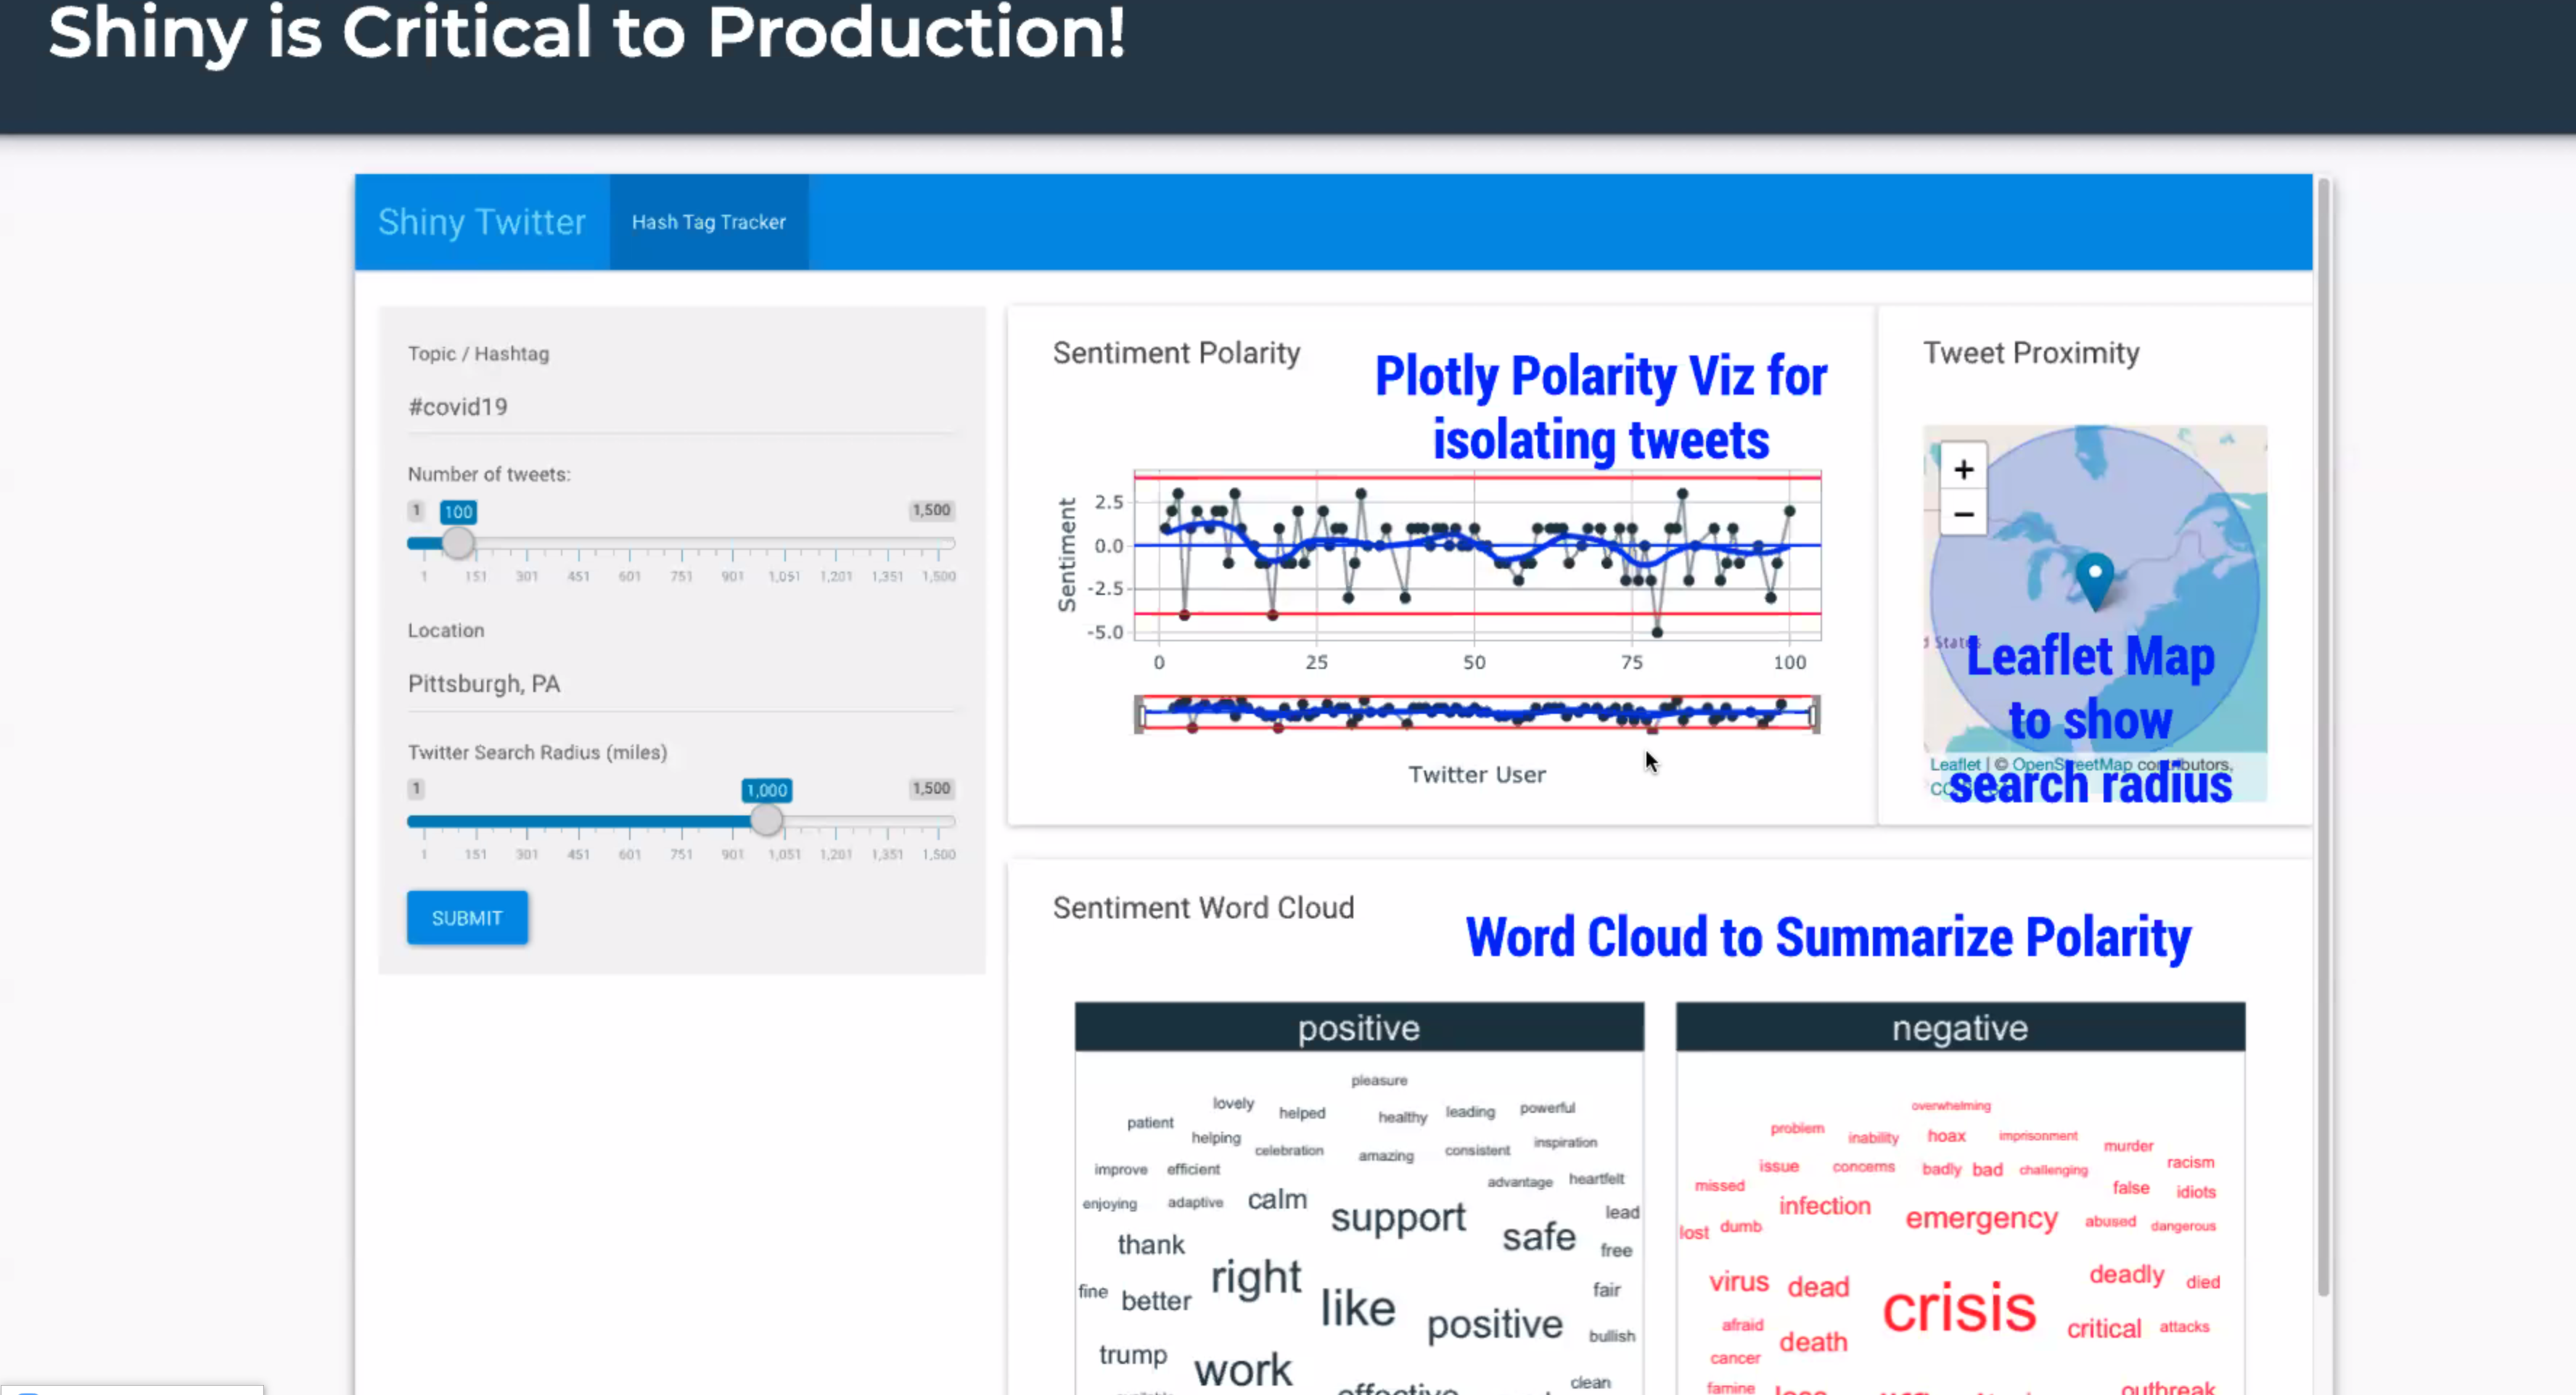 Shiny is Critical to Production!
Shiny Twitter
Hash Tag Tracker
Topic / Hashtag
#covid19
Number of tweets:
1
100
1,500
1 151 301 451 601 751 901 1,051 1,201 1,351 1,500
Location
Pittsburgh, PA
Twitter Search Radius (miles)
1
1,000
1,500
1 151 301 451 601 751 901 1,051 1,201 1,351 1,500
SUBMIT
Sentiment Polarity
Plotly Polarity Viz for
isolating tweets
Sentiment
2.5
0.0
-2.5
-5.0
0 25 50 75 100
Twitter User
Tweet Proximity
+
−
Leaflet Map
to show
search radius
Leaflet | © OpenStreetMap contributors,
Sentiment Word Cloud
Word Cloud to Summarize Polarity
positive
pleasure
lovely helped healthy leading powerful
patient helping celebration amazing consistent inspiration
improve efficient advantage heartfelt
enjoying adaptive calm support safe lead
thank right free
fine better like positive fair
bullish
trump work
effective clean
negative
overwhelming
problem inability hoax imprisonment murder
issue concerns badly bad challenging racism
missed infection false idiots
lost dumb emergency abused dangerous
virus dead crisis deadly died
afraid death critical attacks
cancer
famine outbreak